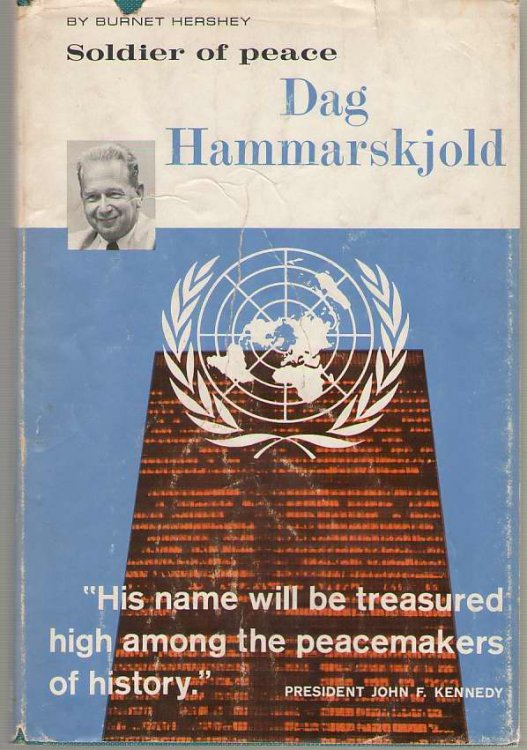 BY BURNET HERSHEY
Soldier of peace
Dag
Hammarskjold
"His name will be treasured
high among the peacemakers
of history."
PRESIDENT JOHN F. KENNEDY